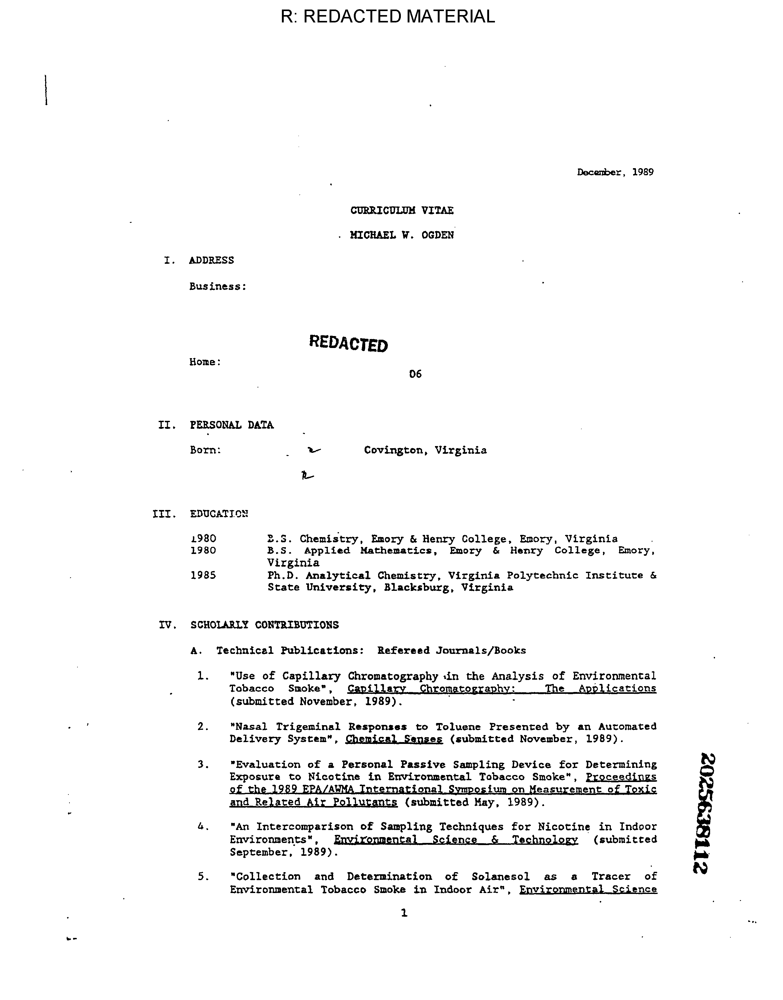 R: REDACTED MATERIAL
December, 1989
CURRICULUM VITAE
MICHAEL W. OGDEN
I. ADDRESS
Business:
REDACTED
Home:
D6
II. PERSONAL DATA
Born: Covington, Virginia
III. EDUCATION
1980 B.S. Chemistry, Emory & Henry College, Emory, Virginia
1980 B.S. Applied Mathematics, Emory & Henry College, Emory,
Virginia
1985 Ph.D. Analytical Chemistry, Virginia Polytechnic Institute &
State University, Blacksburg, Virginia
IV. SCHOLARLY CONTRIBUTIONS
A. Technical Publications: Refereed Journals/Books
1. "Use of Capillary Chromatography in the Analysis of Environmental
Tobacco Smoke", Capillary Chromatography: The Applications
(submitted November, 1989).
2. "Nasal Trigeminal Responses to Toluene Presented by an Automated
Delivery System", Chemical Senses (submitted November, 1989).
3. "Evaluation of a Personal Passive Sampling Device for Determining
Exposure to Nicotine in Environmental Tobacco Smoke", Proceedings
of the 1989 EPA/AWMA International Symposium on Measurement of Toxic
and Related Air Pollutants (submitted May, 1989).
4. "An Intercomparison of Sampling Techniques for Nicotine in Indoor
Environments", Environmental Science & Technology (submitted
September, 1989).
5. "Collection and Determination of Solanesol as a Tracer of
Environmental Tobacco Smoke in Indoor Air", Environmental Science
1
2025638112